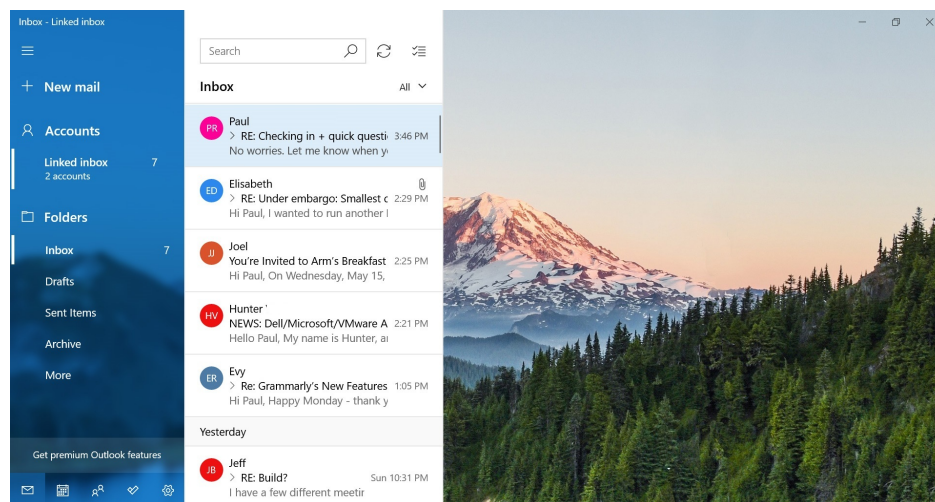 Inbox - Linked inbox
New mail
Accounts
Linked inbox 7
2 accounts
Folders
Inbox 7
Drafts
Sent Items
Archive
More
Get premium Outlook features
Search
Inbox All
PR
Paul
> RE: Checking in + quick questi 3:46 PM
No worries. Let me know when y
ED
Elisabeth
> RE: Under embargo: Smallest c 2:29 PM
Hi Paul, I wanted to run another
JJ
Joel
You're Invited to Arm's Breakfast 2:25 PM
Hi Paul, On Wednesday, May 15,
HV
Hunter '
NEWS: Dell/Microsoft/VMware A 2:21 PM
Hello Paul, My name is Hunter, a
ER
Evy
> Re: Grammarly's New Features 1:05 PM
Hi Paul, Happy Monday - thank y
Yesterday
JB
Jeff
> RE: Build? Sun 10:31 PM
I have a few different meetir